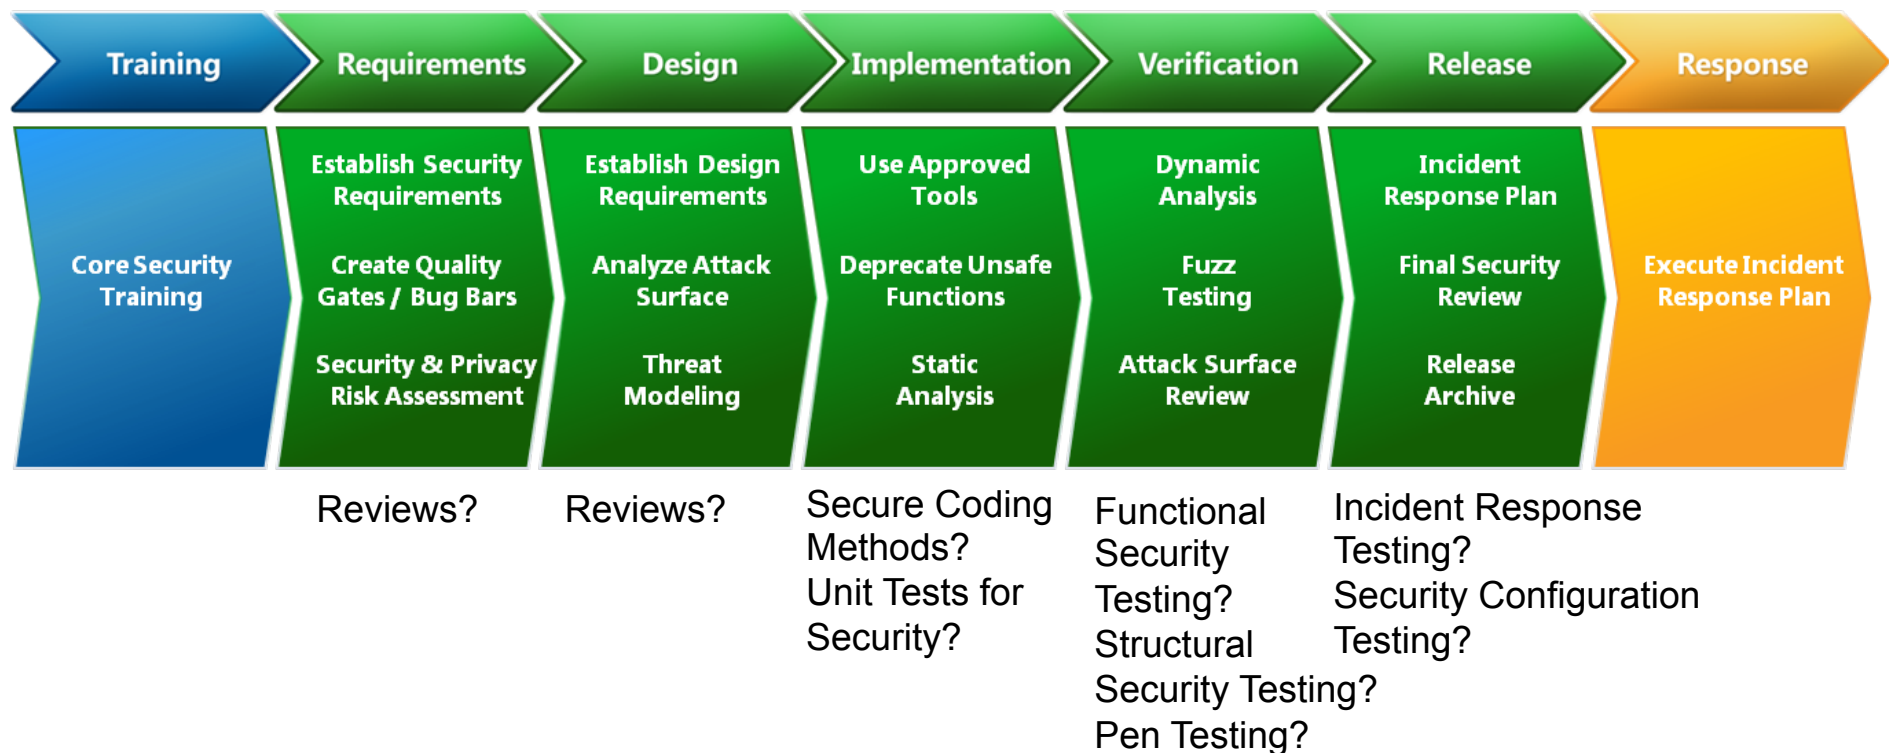 Training
Requirements
Design
Implementation
Verification
Release
Response
Core Security
Training
Establish Security
Requirements
Create Quality
Gates / Bug Bars
Security & Privacy
Risk Assessment
Establish Design
Requirements
Analyze Attack
Surface
Threat
Modeling
Use Approved
Tools
Deprecate Unsafe
Functions
Static
Analysis
Dynamic
Analysis
Fuzz
Testing
Attack Surface
Review
Incident
Response Plan
Final Security
Review
Release
Archive
Execute Incident
Response Plan
Reviews?
Reviews?
Secure Coding
Methods?
Unit Tests for
Security?
Functional
Security
Testing?
Structural
Security Testing?
Pen Testing?
Incident Response
Testing?
Security Configuration
Testing?